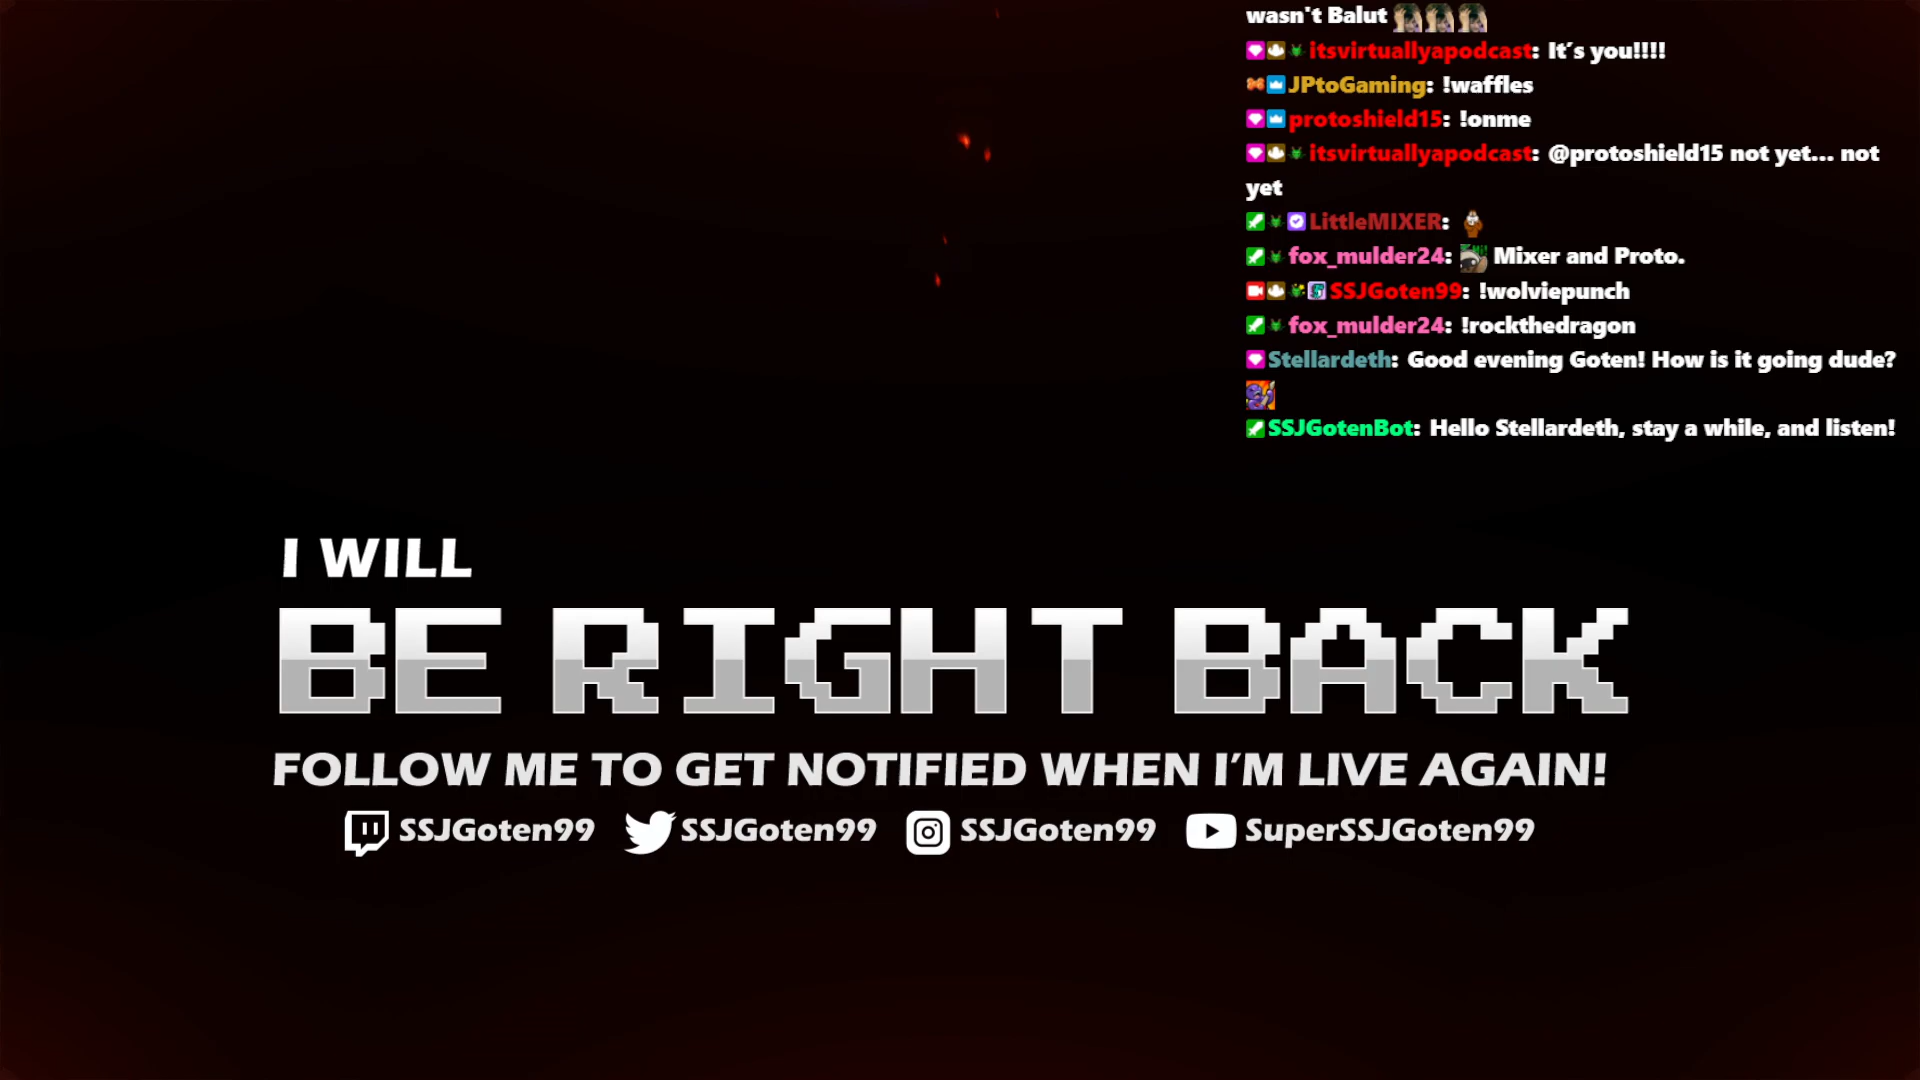 wasn't Balut
itsvirtuallyapodcast: It's you!!!!
JPtoGaming: !waffles
protoshield15: !onme
itsvirtuallyapodcast: @protoshield15 not yet... not
yet
LittleMIXER:
fox_mulder24: Mixer and Proto.
SSJGoten99: !wolviepunch
fox_mulder24: !rockthedragon
Stellardeth: Good evening Goten! How is it going dude?
SSJGotenBot: Hello Stellardeth, stay a while, and listen!
I WILL
BE RIGHT BACK
FOLLOW ME TO GET NOTIFIED WHEN I'M LIVE AGAIN!
SSJGoten99 SSJGoten99 SSJGoten99 SuperSSJGoten99